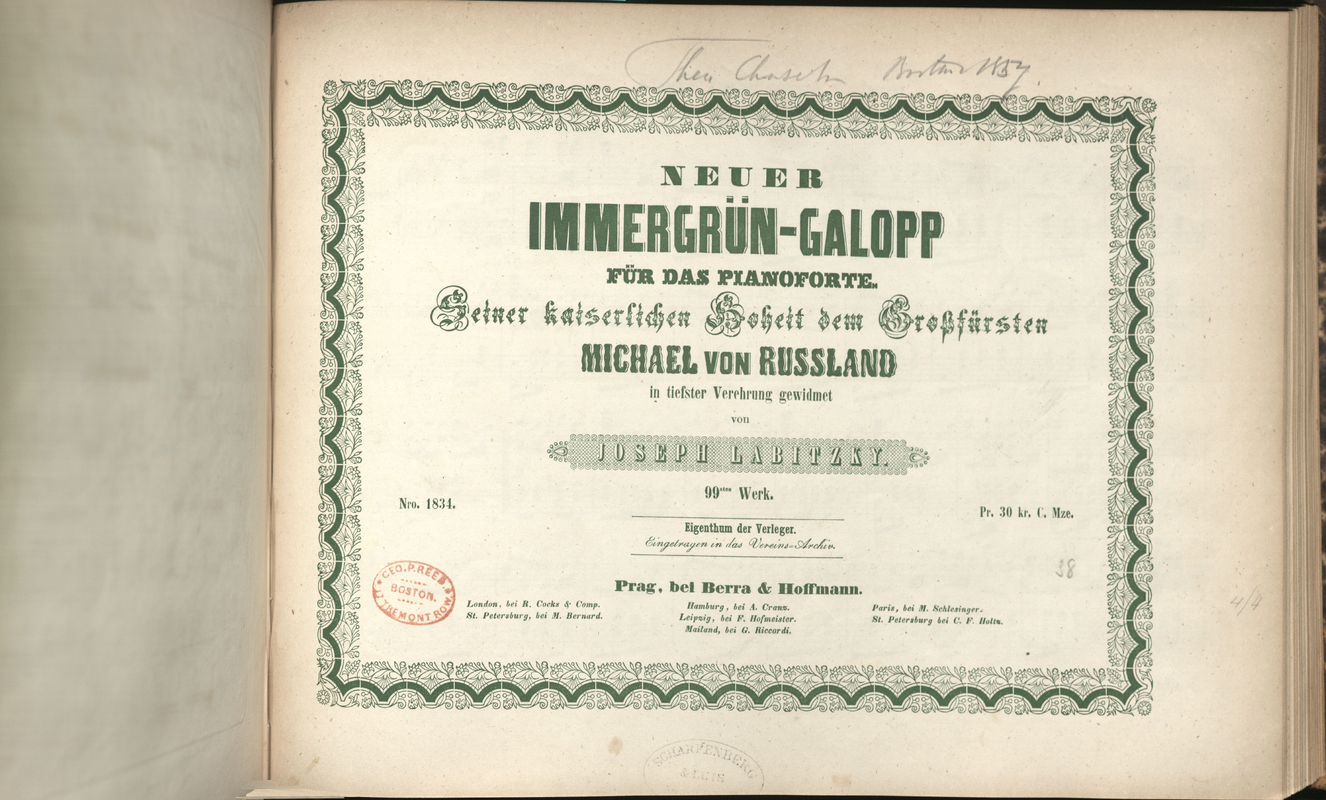 Boston 1857.
NEUER
IMMERGRÜN-GALOPP
FÜR DAS PIANOFORTE.
Seiner kaiserlichen Hoheit dem Großfürsten
MICHAEL VON RUSSLAND
in tiefster Verehrung gewidmet
von
JOSEPH LABITZKY.
99stes Werk.
Nro. 1834.
Pr. 30 kr. C. Mze.
Eigenthum der Verleger.
Eingetragen in das Vereins-Archiv.
38
GEO. P. REED
BOSTON.
17 TREMONT ROW.
Prag, bei Berra & Hoffmann.
London, bei R. Cocks & Comp.
St. Petersburg, bei M. Bernard.
Hamburg, bei A. Cranz.
Leipzig, bei F. Hofmeister.
Mailand, bei G. Riccordi.
Paris, bei M. Schlesinger.
St. Petersburg bei C. F. Holtz.
4/4
SCHARFENBERG
& LUIS